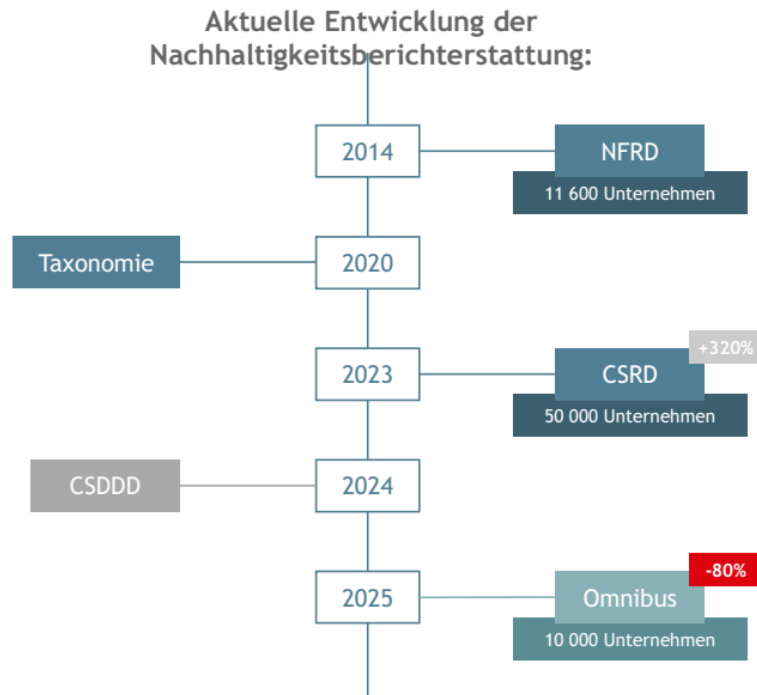 Aktuelle Entwicklung der
Nachhaltigkeitsberichterstattung:
2014
NFRD
11 600 Unternehmen
Taxonomie
2020
+320%
2023
CSRD
50 000 Unternehmen
CSDDD
2024
-80%
2025
Omnibus
10 000 Unternehmen